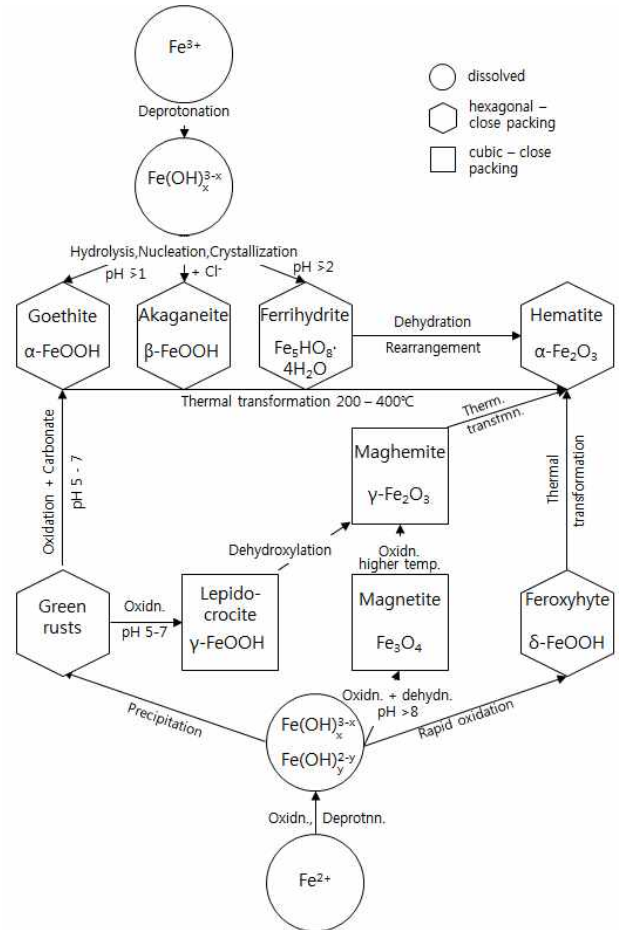 Fe³⁺
dissolved
hexagonal –
close packing
cubic – close
packing
Deprotonation
Fe(OH)ₓ³⁻ˣ
Hydrolysis,Nucleation,Crystallization
pH ⩾1
+ Cl⁻
pH ⩾2
Goethite
α-FeOOH
Akaganeite
β-FeOOH
Ferrihydrite
Fe₅HO₈·
4H₂O
Dehydration
Rearrangement
Hematite
α-Fe₂O₃
Thermal transformation 200 – 400℃
Therm.
transtmn.
Oxidation + Carbonate
pH 5 - 7
Maghemite
γ-Fe₂O₃
Thermal
transformation
Dehydroxylation
Oxidn.
higher temp.
Green
rusts
Oxidn.
pH 5-7
Lepido-
crocite
γ-FeOOH
Magnetite
Fe₃O₄
Feroxyhyte
δ-FeOOH
Precipitation
Oxidn. + dehydn.
pH >8
Rapid oxidation
Fe(OH)ₓ³⁻ˣ
Fe(OH)y²⁻ʸ
Oxidn., Deprotnn.
Fe²⁺